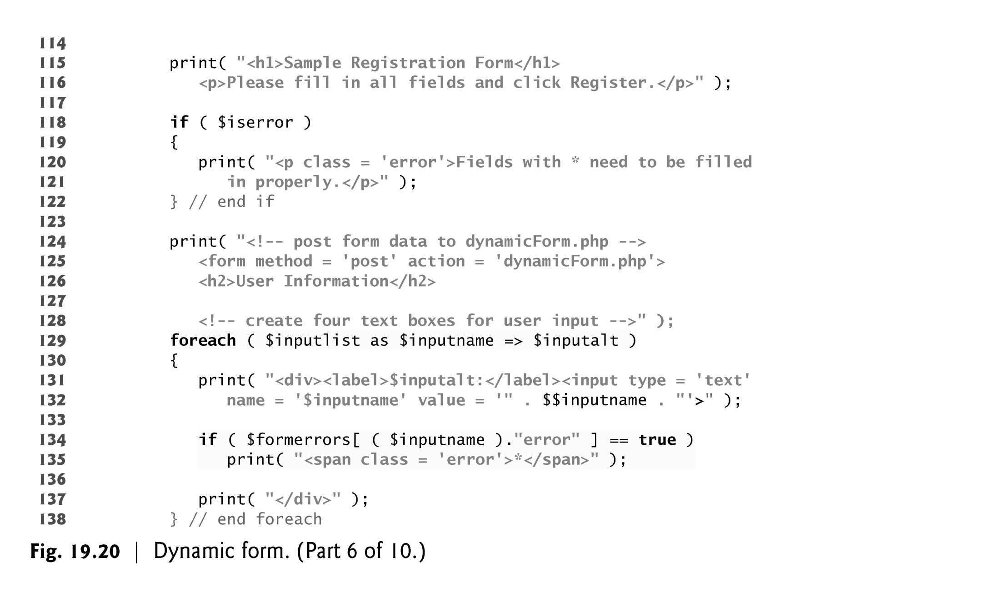 114
115 print( "<h1>Sample Registration Form</h1>
116 <p>Please fill in all fields and click Register.</p>" );
117
118 if ( $iserror )
119 {
120 print( "<p class = 'error'>Fields with * need to be filled
121 in properly.</p>" );
122 } // end if
123
124 print( "<!-- post form data to dynamicForm.php -->
125 <form method = 'post' action = 'dynamicForm.php'>
126 <h2>User Information</h2>
127
128 <!-- create four text boxes for user input -->" );
129 foreach ( $inputlist as $inputname => $inputalt )
130 {
131 print( "<div><label>$inputalt:</label><input type = 'text'
132 name = '$inputname' value = '" . $$inputname . "'>" );
133
134 if ( $formerrors[ ( $inputname )."error" ] == true )
135 print( "<span class = 'error'>*</span>" );
136
137 print( "</div>" );
138 } // end foreach
Fig. 19.20 | Dynamic form. (Part 6 of 10.)